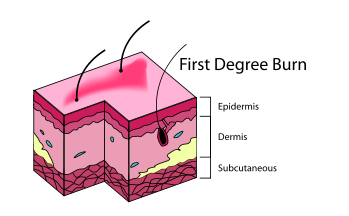 First Degree Burn
Epidermis
Dermis
Subcutaneous